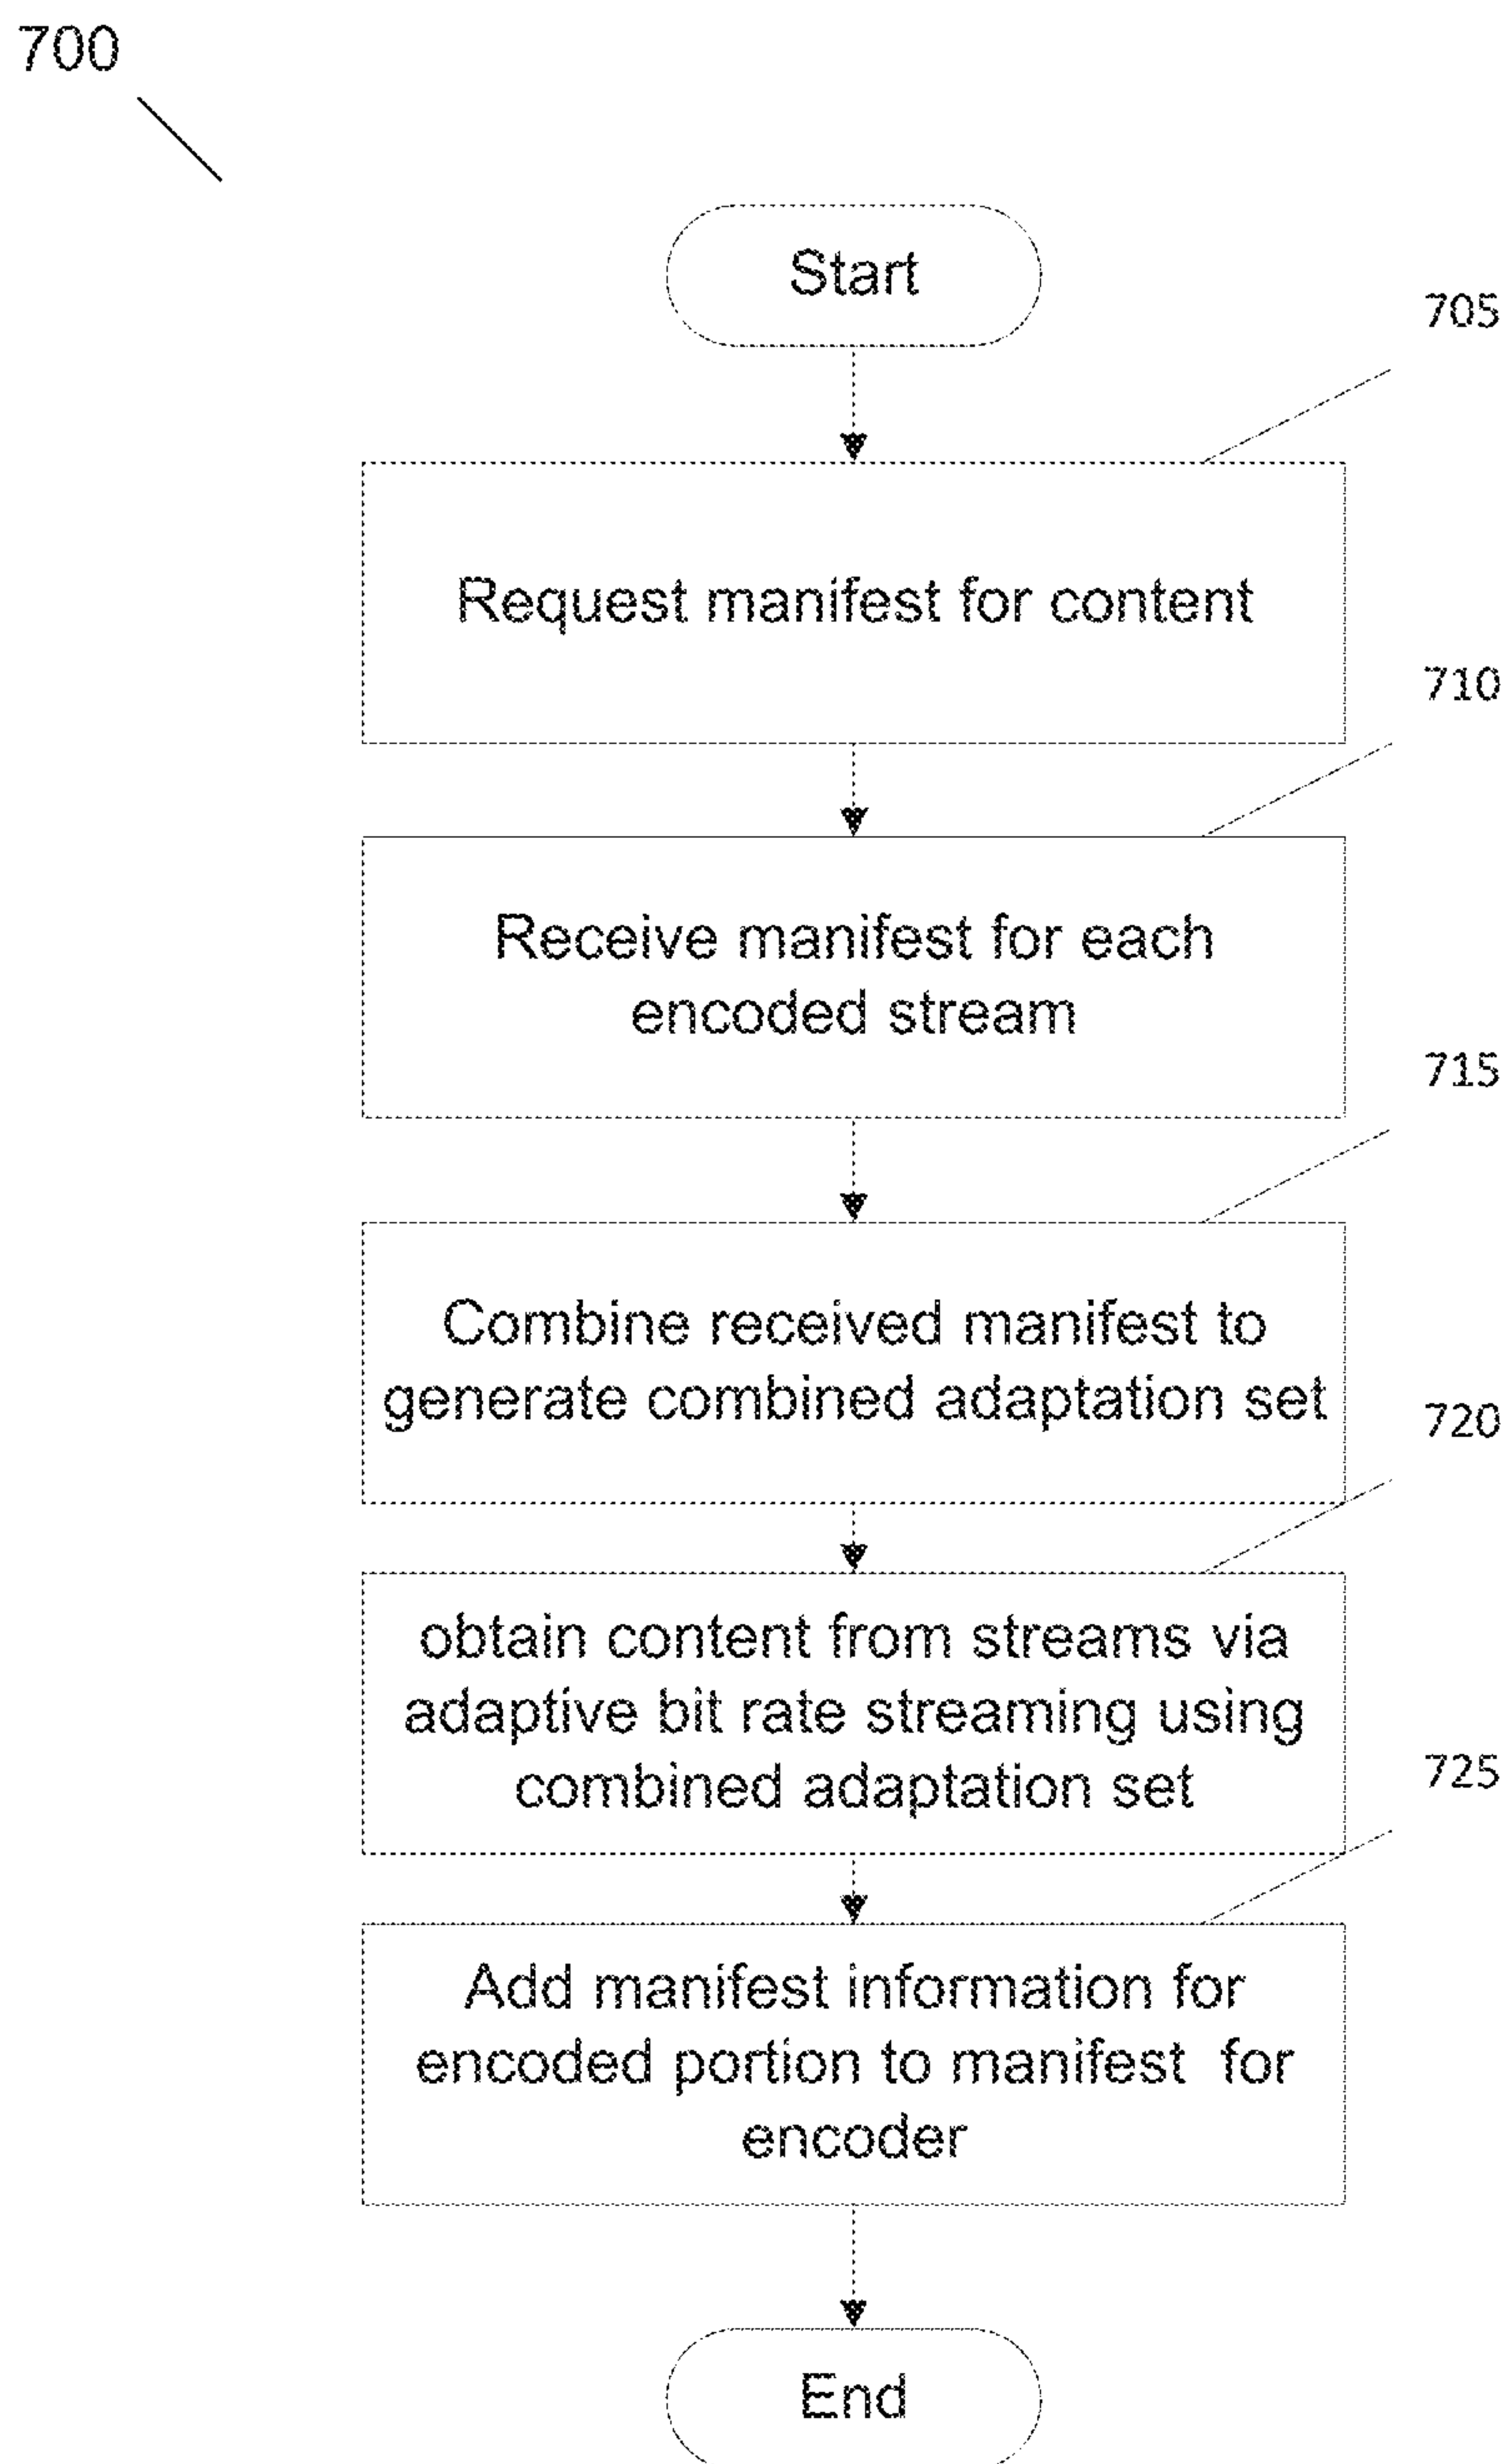 700
Start
705
Request manifest for content
710
Receive manifest for each
encoded stream
715
Combine received manifest to
generate combined adaptation set
720
obtain content from streams via
adaptive bit rate streaming using
combined adaptation set
725
Add manifest information for
encoded portion to manifest for
encoder
End